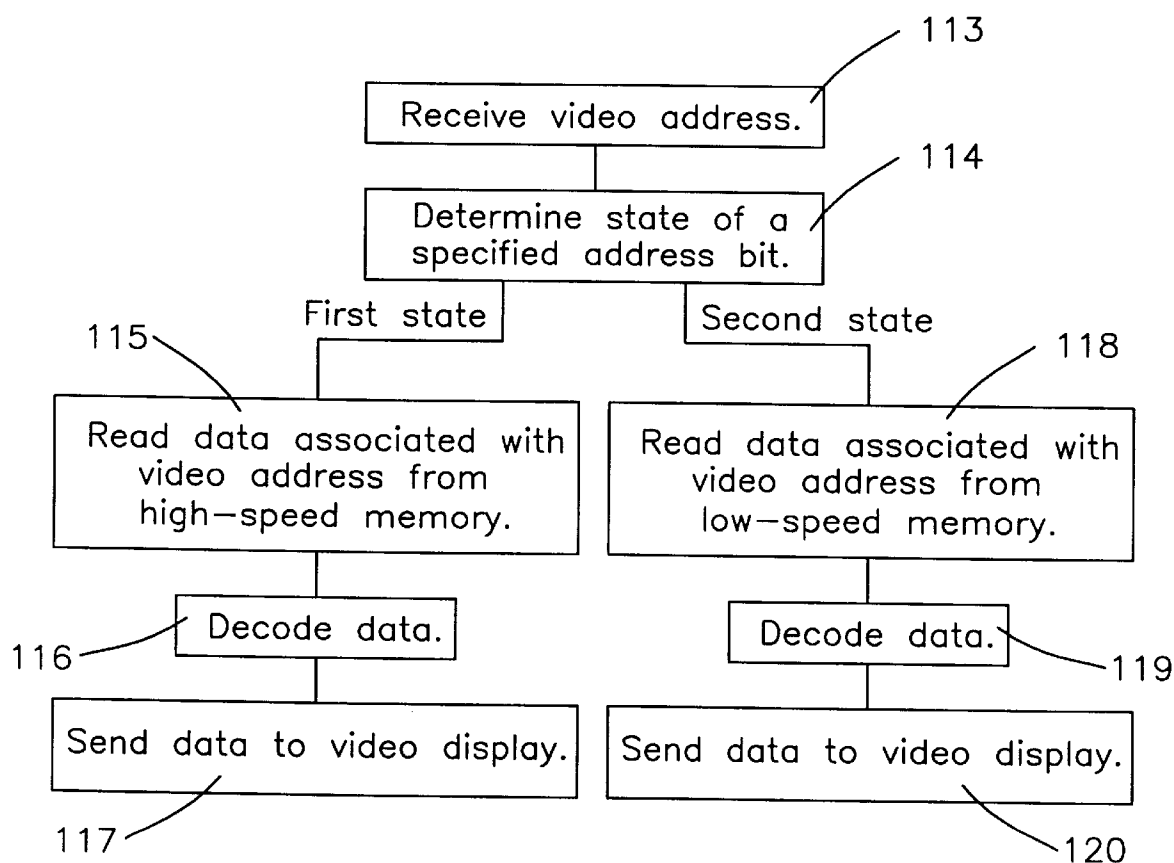 113
Receive video address.
114
Determine state of a
specified address bit.
First state
Second state
115
118
Read data associated with
video address from
high-speed memory.
Read data associated with
video address from
low-speed memory.
116
Decode data.
Decode data.
119
Send data to video display.
Send data to video display.
117
120